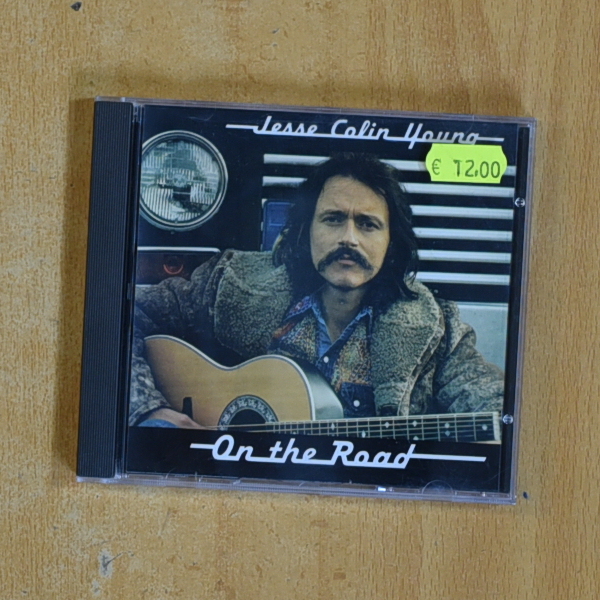 Jesse Colin Young
€ 12,00
On the Road